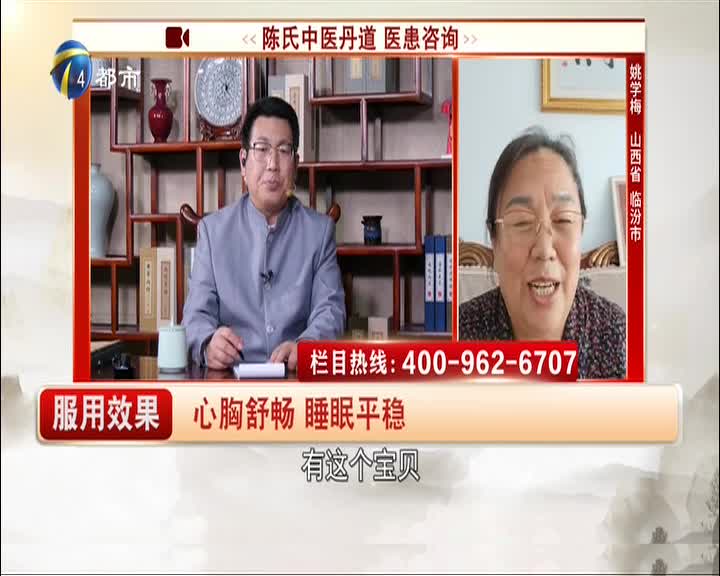 陈氏中医丹道 医患咨询
4 都市
姚学梅 山西省 临汾市
栏目热线：400-962-6707
服用效果
心胸舒畅 睡眠平稳
有这个宝贝